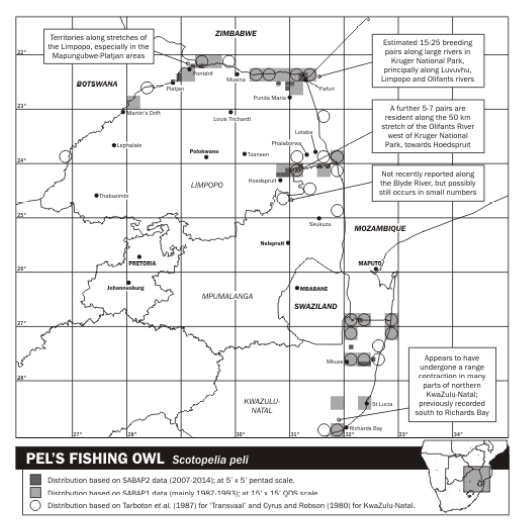 ZIMBABWE
Territories along stretches of
the Limpopo, especially in the
Mapungubwe-Platjan areas
Estimated 15-25 breeding
pairs along large rivers in
Kruger National Park,
principally along Luvuvhu,
Limpopo and Olifants rivers
22°
Pontdrif
BOTSWANA
Platjan
Musina
Pafuri
Punda Maria
Martin's Drift
Louis Trichardt
23°
A further 5-7 pairs are
resident along the 50 km
stretch of the Olifants River
west of Kruger National
Park, towards Hoedspruit
Lephalale
Letaba
Phalaborwa
Polokwane
Tzaneen
24°
Hoedspruit
LIMPOPO
Not recently reported along
the Blyde River, but possibly
still occurs in small numbers
Thabazimbi
25°
Skukuza
MOZAMBIQUE
Nelspruit
PRETORIA
MAPUTO
26°
Johannesburg
MBABANE
MPUMALANGA
SWAZILAND
27°
Mkuze
Appears to have
undergone a range
contraction in many
parts of northern
KwaZulu-Natal;
previously recorded
south to Richards Bay
28°
KWAZULU-
NATAL
St Lucia
Richards Bay
27° 28° 29° 30° 31° 32° 33° 34°
PEL'S FISHING OWL Scotopelia peli
Distribution based on SABAP2 data (2007-2014); at 5' x 5' pentad scale.
Distribution based on SABAP1 data (mainly 1987-1993); at 15' x 15' QDS scale.
Distribution based on Tarboton et al. (1987) for 'Transvaal' and Cyrus and Robson (1980) for KwaZulu-Natal.